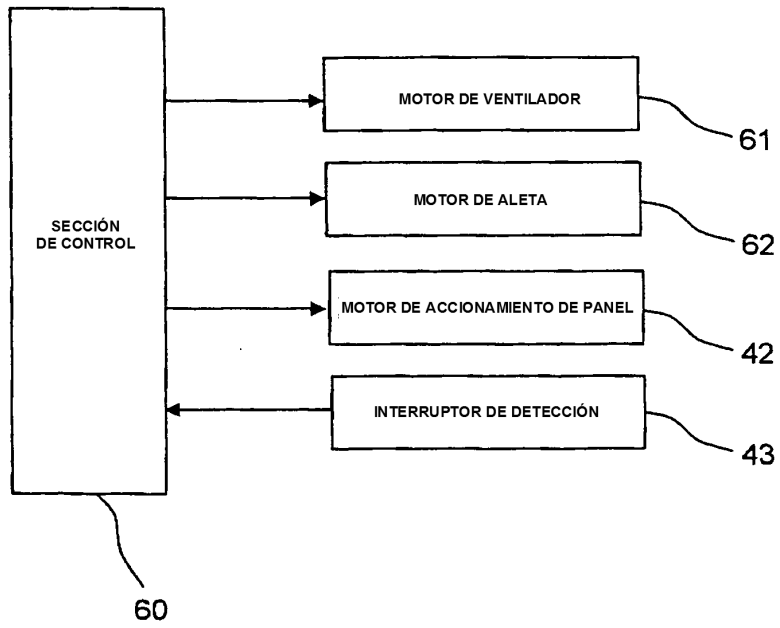 MOTOR DE VENTILADOR
61
MOTOR DE ALETA
62
SECCIÓN
DE CONTROL
MOTOR DE ACCIONAMIENTO DE PANEL
42
INTERRUPTOR DE DETECCIÓN
43
60